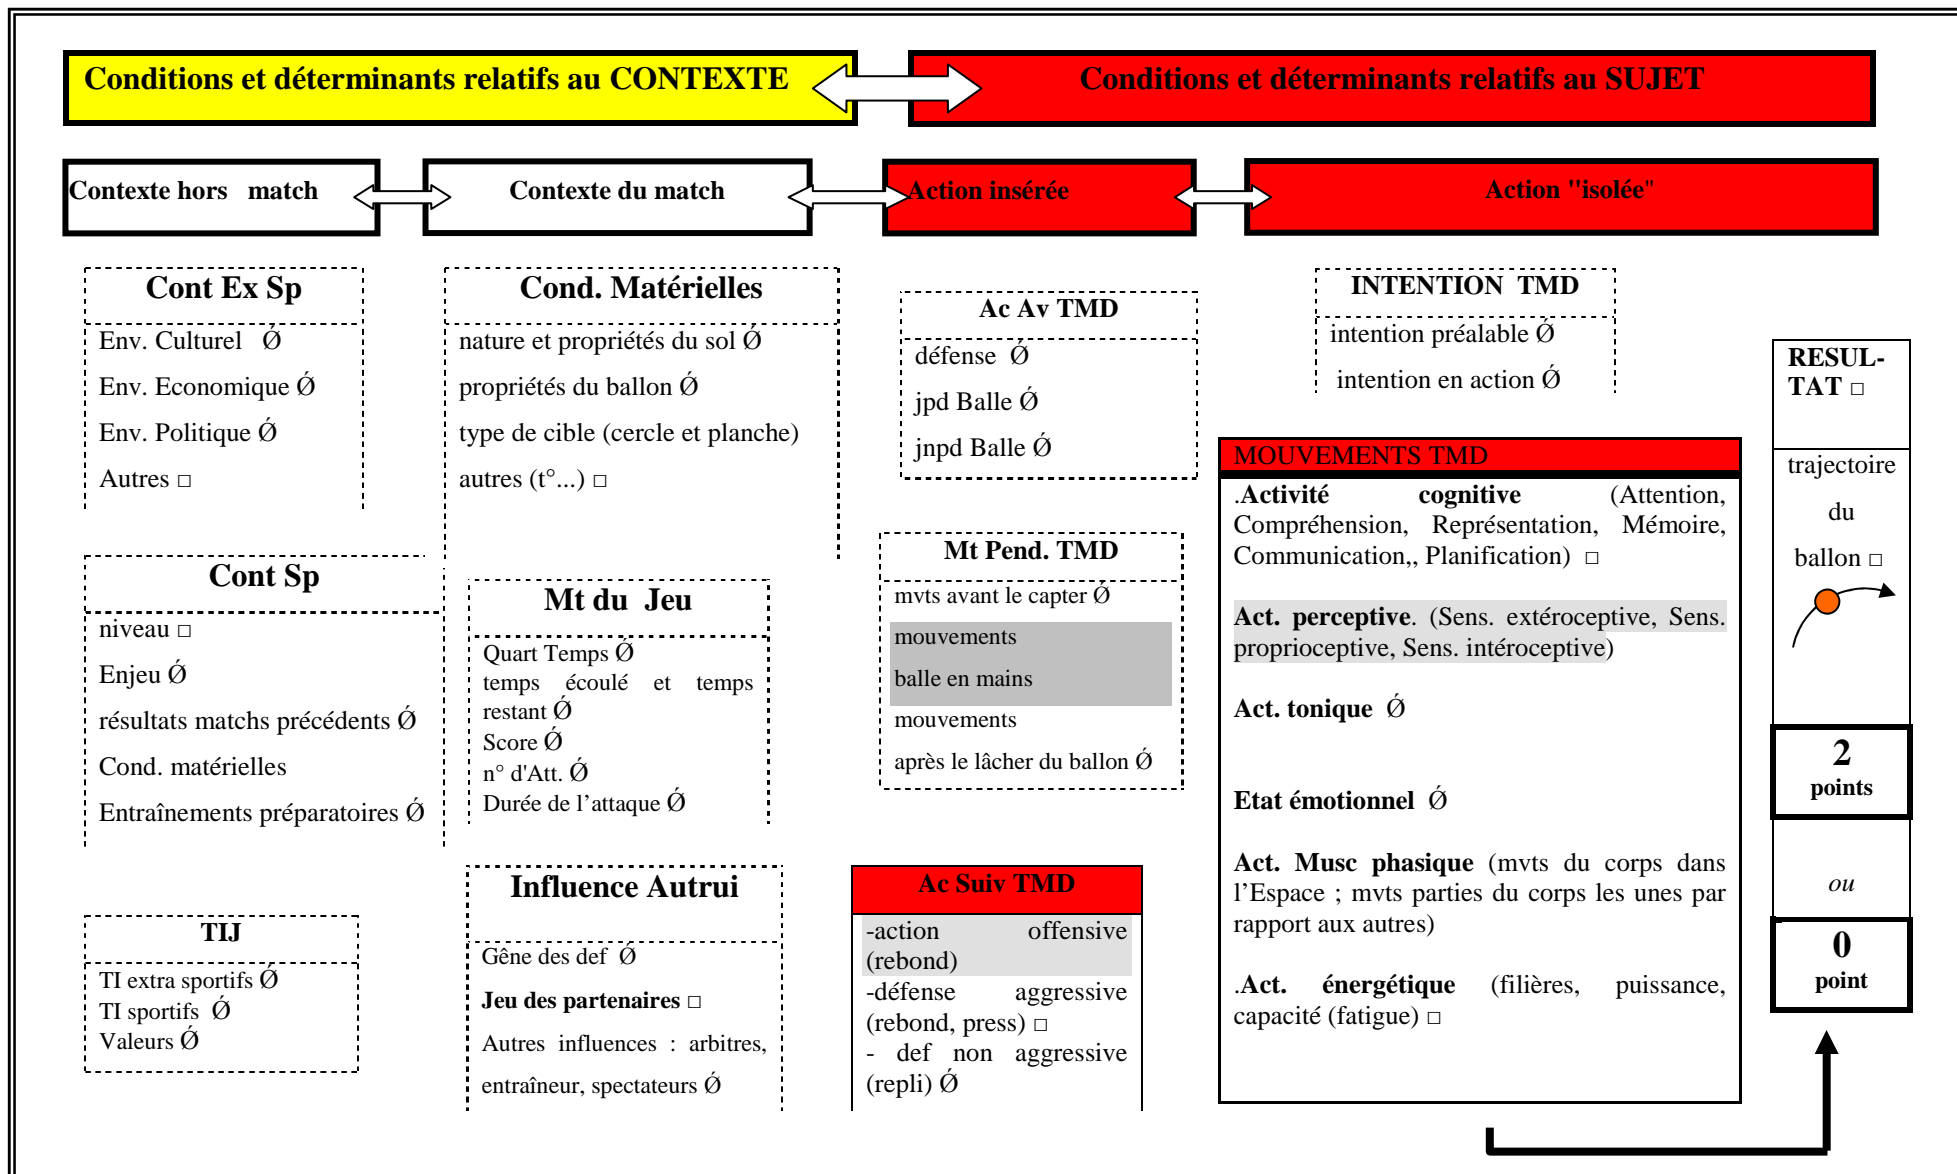 Conditions et déterminants relatifs au CONTEXTE
Conditions et déterminants relatifs au SUJET
Contexte hors match
Contexte du match
Action insérée
Action "isolée"
Cont Ex Sp
Env. Culturel Ǿ
Env. Economique Ǿ
Env. Politique Ǿ
Autres □
Cont Sp
niveau □
Enjeu Ǿ
résultats matchs précédents Ǿ
Cond. matérielles
Entraînements préparatoires Ǿ
TIJ
TI extra sportifs Ǿ
TI sportifs Ǿ
Valeurs Ǿ
Cond. Matérielles
nature et propriétés du sol Ǿ
propriétés du ballon Ǿ
type de cible (cercle et planche)
autres (t°...) □
Mt du Jeu
Quart Temps Ǿ
temps écoulé et temps
restant Ǿ
Score Ǿ
n° d'Att. Ǿ
Durée de l’attaque Ǿ
Influence Autrui
Gêne des def Ǿ
Jeu des partenaires □
Autres influences : arbitres,
entraîneur, spectateurs Ǿ
Ac Av TMD
défense Ǿ
jpd Balle Ǿ
jnpd Balle Ǿ
Mt Pend. TMD
mvts avant le capter Ǿ
mouvements
balle en mains
mouvements
après le lâcher du ballon Ǿ
Ac Suiv TMD
-action offensive
(rebond)
-défense aggressive
(rebond, press) □
- def non aggressive
(repli) Ǿ
INTENTION TMD
intention préalable Ǿ
intention en action Ǿ
MOUVEMENTS TMD
.Activité cognitive (Attention,
Compréhension, Représentation, Mémoire,
Communication,, Planification) □
Act. perceptive. (Sens. extéroceptive, Sens.
proprioceptive, Sens. intéroceptive)
Act. tonique Ǿ
Etat émotionnel Ǿ
Act. Musc phasique (mvts du corps dans
l’Espace ; mvts parties du corps les unes par
rapport aux autres)
.Act. énergétique (filières, puissance,
capacité (fatigue) □
RESUL-
TAT □
trajectoire
du
ballon □
2
points
ou
0
point